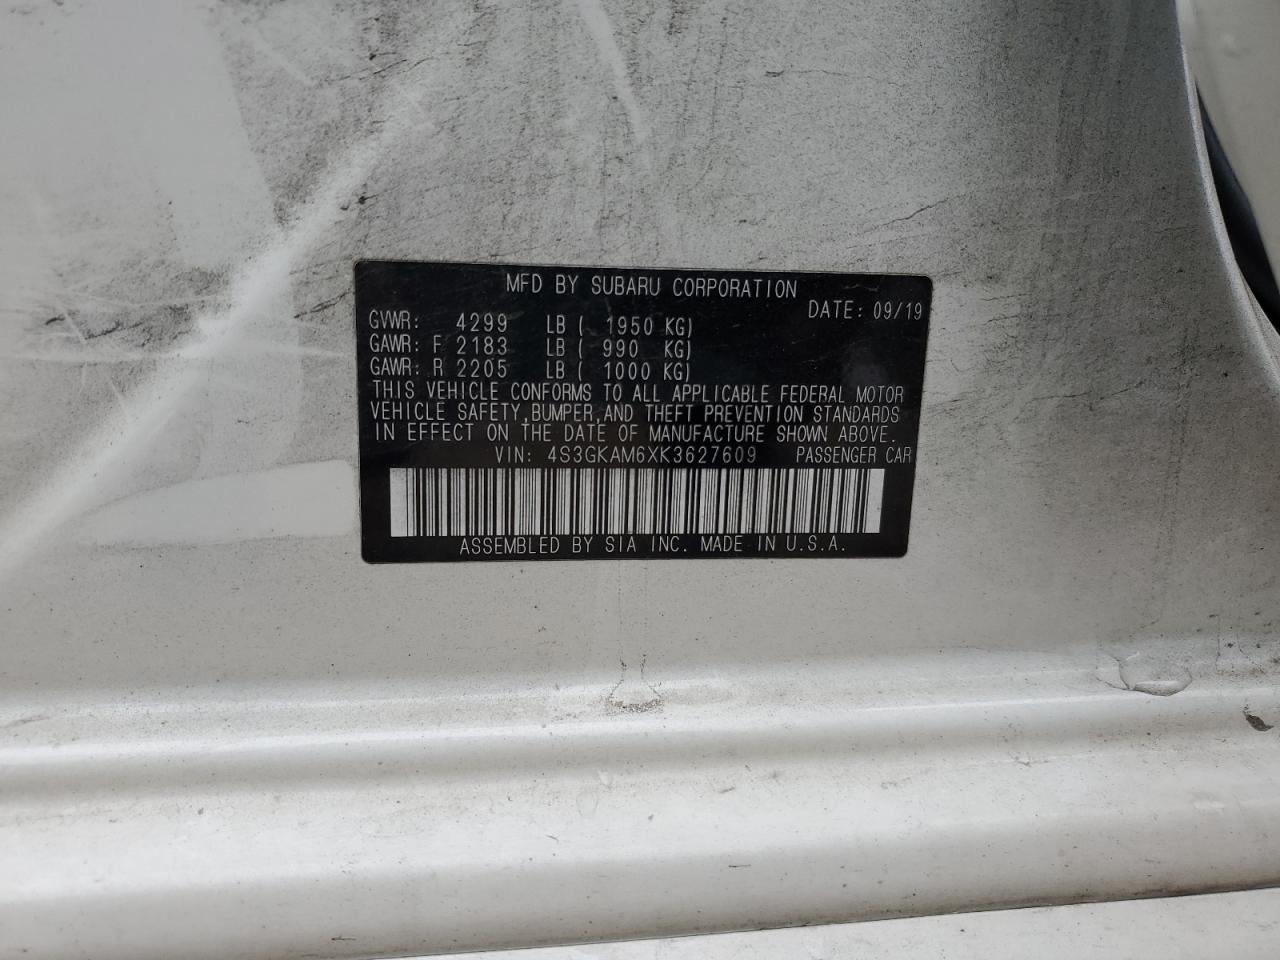 MFD BY SUBARU CORPORATION
DATE: 09/19
GVWR: 4299 LB ( 1950 KG)
GAWR: F 2183 LB ( 990 KG)
GAWR: R 2205 LB ( 1000 KG)
THIS VEHICLE CONFORMS TO ALL APPLICABLE FEDERAL MOTOR
VEHICLE SAFETY, BUMPER, AND THEFT PREVENTION STANDARDS
IN EFFECT ON THE DATE OF MANUFACTURE SHOWN ABOVE.
VIN: 4S3GKAM6XK3627609 PASSENGER CAR
ASSEMBLED BY SIA INC. MADE IN U.S.A.